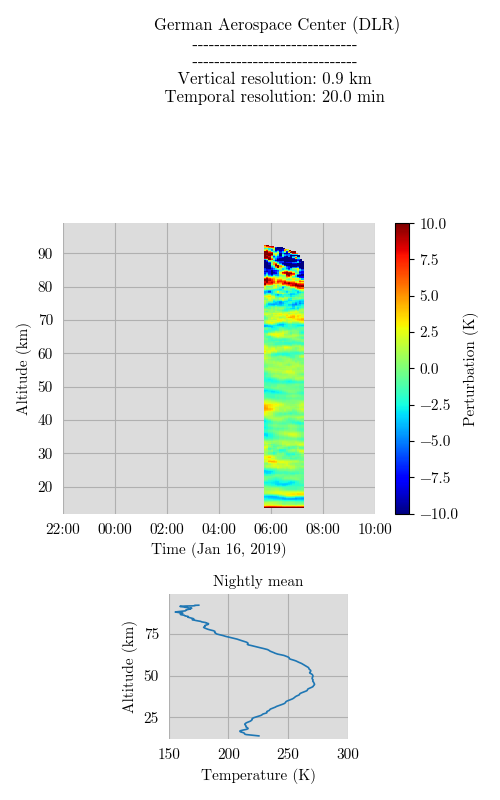 German Aerospace Center (DLR)
------------------------------
------------------------------
Vertical resolution: 0.9 km
Temporal resolution: 20.0 min
90
80
70
60
50
40
30
20
Altitude (km)
22:00 00:00 02:00 04:00 06:00 08:00 10:00
Time (Jan 16, 2019)
10.0
7.5
5.0
2.5
0.0
−2.5
−5.0
−7.5
−10.0
Perturbation (K)
Nightly mean
75
50
25
Altitude (km)
150 200 250 300
Temperature (K)